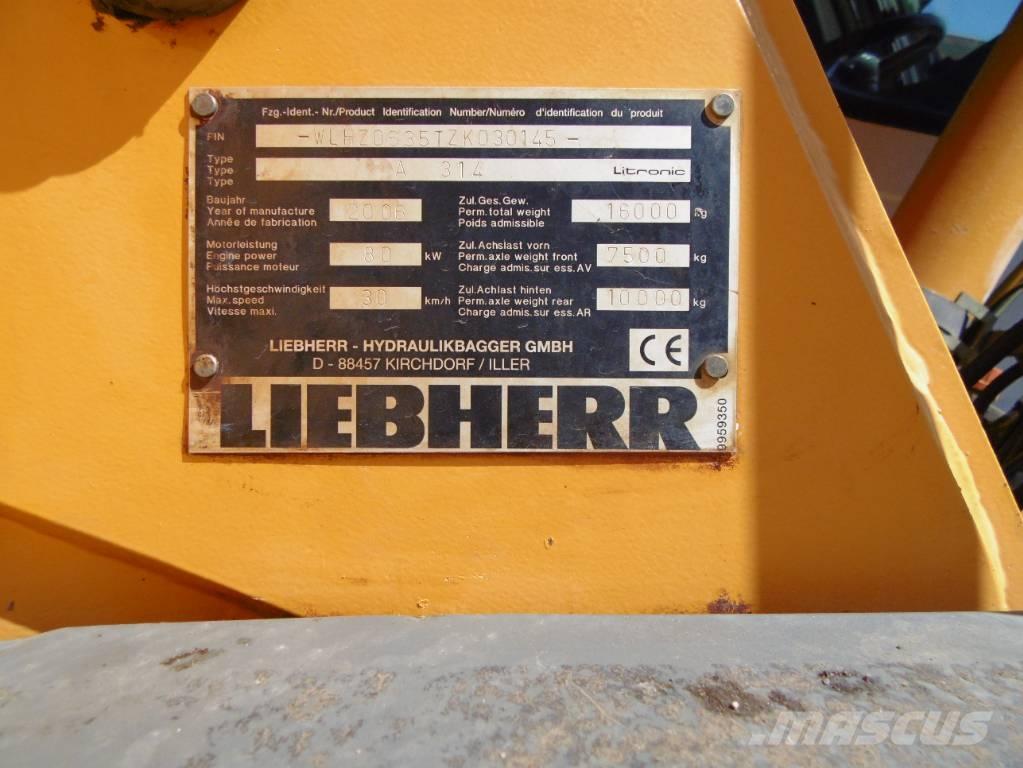 Fzg.-Ident.- Nr./Product Identification Number/Numéro d'identification du produit
FIN -WLHZ0635TZK030145-
Type
Type A 314 Litronic
Type
Baujahr
Year of manufacture 2006
Année de fabrication
Zul.Ges.Gew.
Perm.total weight 16000 kg
Poids admissible
Motorleistung
Engine power 80 kW
Puissance moteur
Zul.Achslast vorn
Perm.axle weight front 7500 kg
Charge admis.sur ess.AV
Höchstgeschwindigkeit
Max.speed 30 km/h
Vitesse maxi.
Zul.Achlast hinten
Perm.axle weight rear 10000 kg
Charge admis.sur ess.AR
LIEBHERR - HYDRAULIKBAGGER GMBH
D - 88457 KIRCHDORF / ILLER
CE
LIEBHERR
9959350
MASCUS